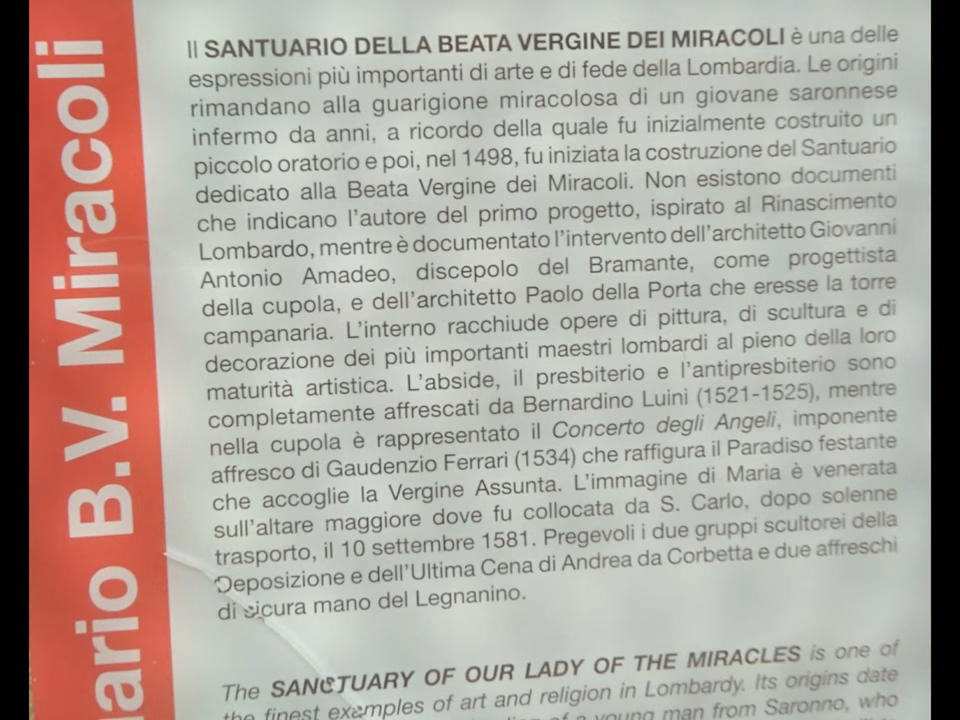 Il SANTUARIO DELLA BEATA VERGINE DEI MIRACOLI è una delle
espressioni più importanti di arte e di fede della Lombardia. Le origini
rimandano alla guarigione miracolosa di un giovane saronnese
infermo da anni, a ricordo della quale fu inizialmente costruito un
piccolo oratorio e poi, nel 1498, fu iniziata la costruzione del Santuario
dedicato alla Beata Vergine dei Miracoli. Non esistono documenti
che indicano l'autore del primo progetto, ispirato al Rinascimento
Lombardo, mentre è documentato l'intervento dell'architetto Giovanni
Antonio Amadeo, discepolo del Bramante, come progettista
della cupola, e dell'architetto Paolo della Porta che eresse la torre
campanaria. L'interno racchiude opere di pittura, di scultura e di
decorazione dei più importanti maestri lombardi al pieno della loro
maturità artistica. L'abside, il presbiterio e l'antipresbiterio sono
completamente affrescati da Bernardino Luini (1521-1525), mentre
nella cupola è rappresentato il Concerto degli Angeli, imponente
affresco di Gaudenzio Ferrari (1534) che raffigura il Paradiso festante
che accoglie la Vergine Assunta. L'immagine di Maria è venerata
sull'altare maggiore dove fu collocata da S. Carlo, dopo solenne
trasporto, il 10 settembre 1581. Pregevoli i due gruppi scultorei della
Deposizione e dell'Ultima Cena di Andrea da Corbetta e due affreschi
di sicura mano del Legnanino.
The SANCTUARY OF OUR LADY OF THE MIRACLES is one of
the finest examples of art and religion in Lombardy. Its origins date
of a young man from Saronno, who
ario B.V. Miracoli